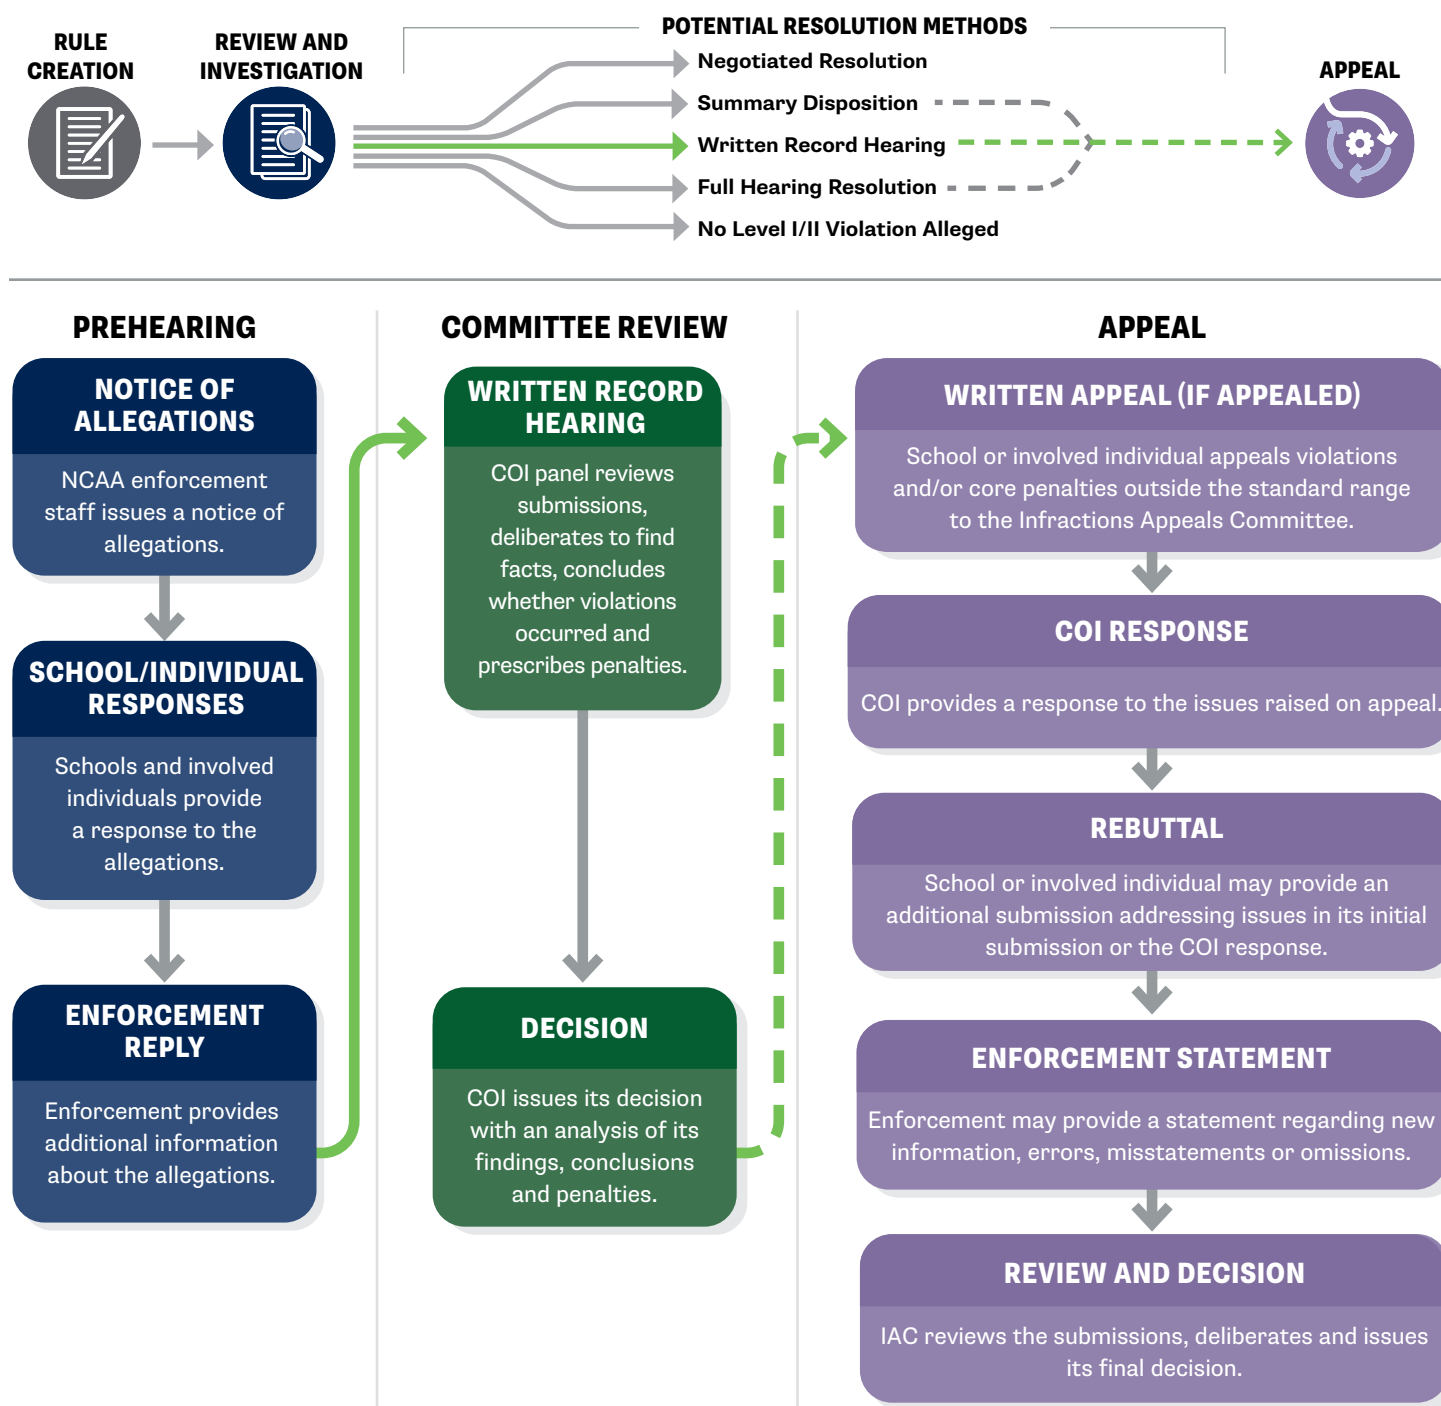 RULE
CREATION
REVIEW AND
INVESTIGATION
POTENTIAL RESOLUTION METHODS
Negotiated Resolution
Summary Disposition
Written Record Hearing
Full Hearing Resolution
No Level I/II Violation Alleged
APPEAL
PREHEARING
NOTICE OF
ALLEGATIONS
NCAA enforcement
staff issues a notice of
allegations.
SCHOOL/INDIVIDUAL
RESPONSES
Schools and involved
individuals provide
a response to the
allegations.
ENFORCEMENT
REPLY
Enforcement provides
additional information
about the allegations.
COMMITTEE REVIEW
WRITTEN RECORD
HEARING
COI panel reviews
submissions,
deliberates to find
facts, concludes
whether violations
occurred and
prescribes penalties.
DECISION
COI issues its decision
with an analysis of its
findings, conclusions
and penalties.
APPEAL
WRITTEN APPEAL (IF APPEALED)
School or involved individual appeals violations
and/or core penalties outside the standard range
to the Infractions Appeals Committee.
COI RESPONSE
COI provides a response to the issues raised on appeal.
REBUTTAL
School or involved individual may provide an
additional submission addressing issues in its initial
submission or the COI response.
ENFORCEMENT STATEMENT
Enforcement may provide a statement regarding new
information, errors, misstatements or omissions.
REVIEW AND DECISION
IAC reviews the submissions, deliberates and issues
its final decision.